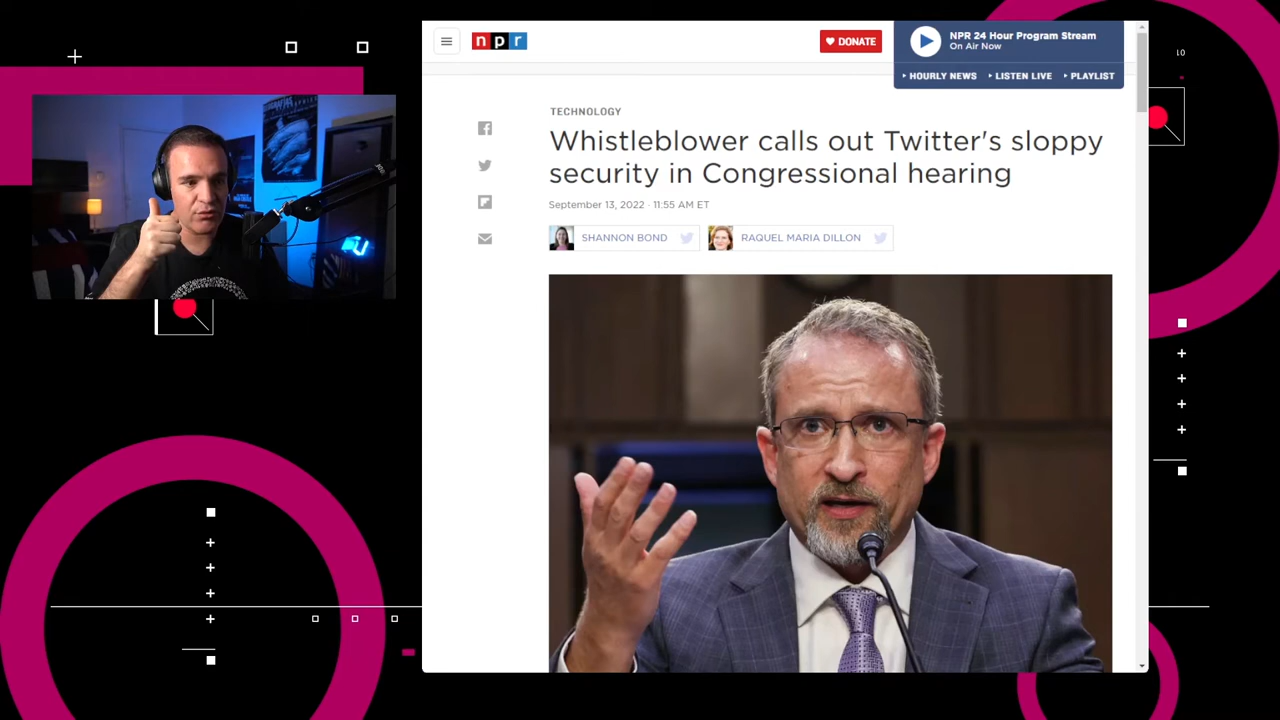 npr
DONATE
NPR 24 Hour Program Stream
On Air Now
HOURLY NEWS
LISTEN LIVE
PLAYLIST
TECHNOLOGY
Whistleblower calls out Twitter's sloppy
security in Congressional hearing
September 13, 2022 · 11:55 AM ET
SHANNON BOND
RAQUEL MARIA DILLON